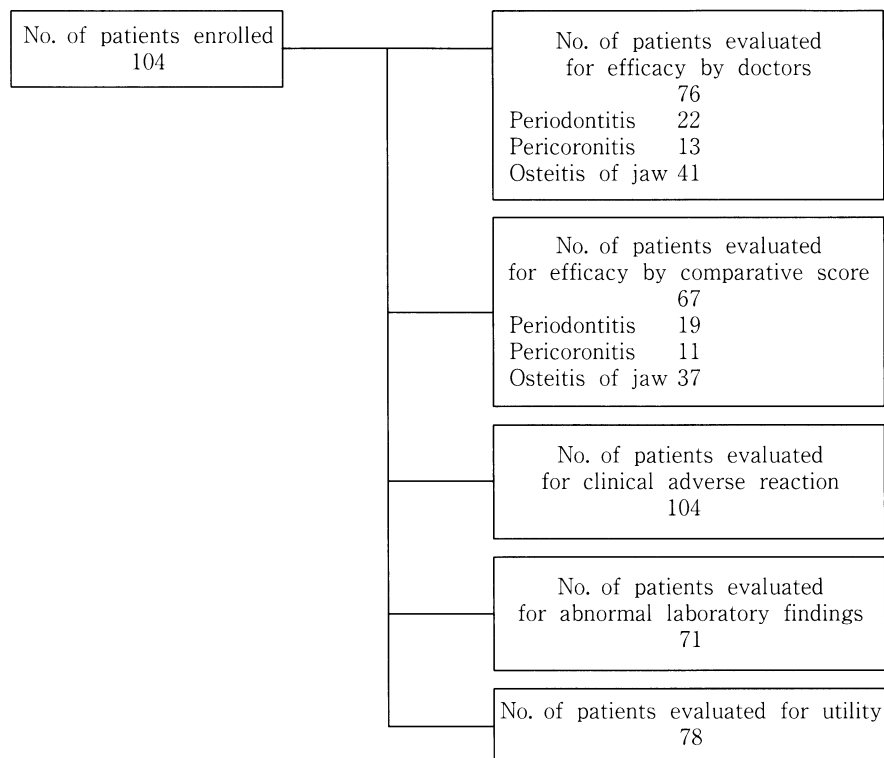 No. of patients enrolled
104
No. of patients evaluated
for efficacy by doctors
76
Periodontitis 22
Pericoronitis 13
Osteitis of jaw 41
No. of patients evaluated
for efficacy by comparative score
67
Periodontitis 19
Pericoronitis 11
Osteitis of jaw 37
No. of patients evaluated
for clinical adverse reaction
104
No. of patients evaluated
for abnormal laboratory findings
71
No. of patients evaluated for utility
78